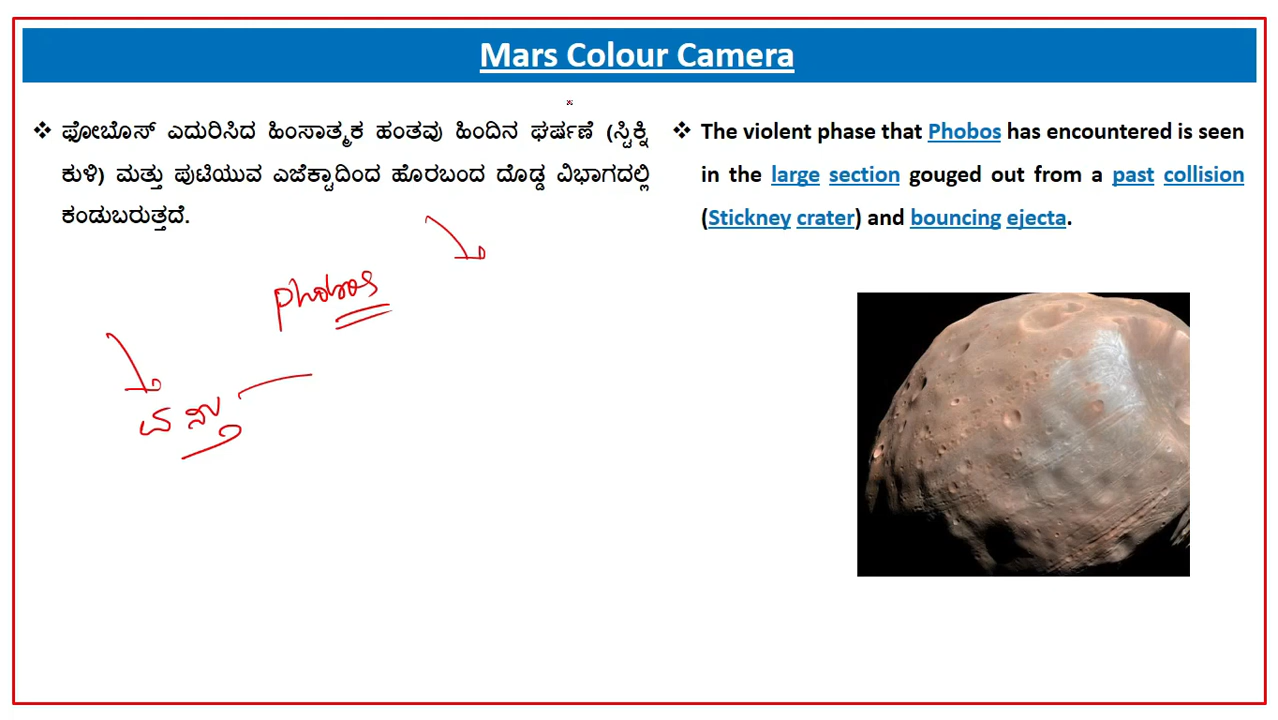 Mars Colour Camera
❖ ಫೋಬೊಸ್ ಎದುರಿಸಿದ ಹಿಂಸಾತ್ಮಕ ಹಂತವು ಹಿಂದಿನ ಘರ್ಷಣೆ (ಸ್ಟಿಕ್ನಿ
ಕುಳಿ) ಮತ್ತು ಪುಟಿಯುವ ಎಜೆಕ್ಟಾದಿಂದ ಹೊರಬಂದ ದೊಡ್ಡ ವಿಭಾಗದಲ್ಲಿ
ಕಂಡುಬರುತ್ತದೆ.
❖ The violent phase that Phobos has encountered is seen
in the large section gouged out from a past collision
(Stickney crater) and bouncing ejecta.
Phobos